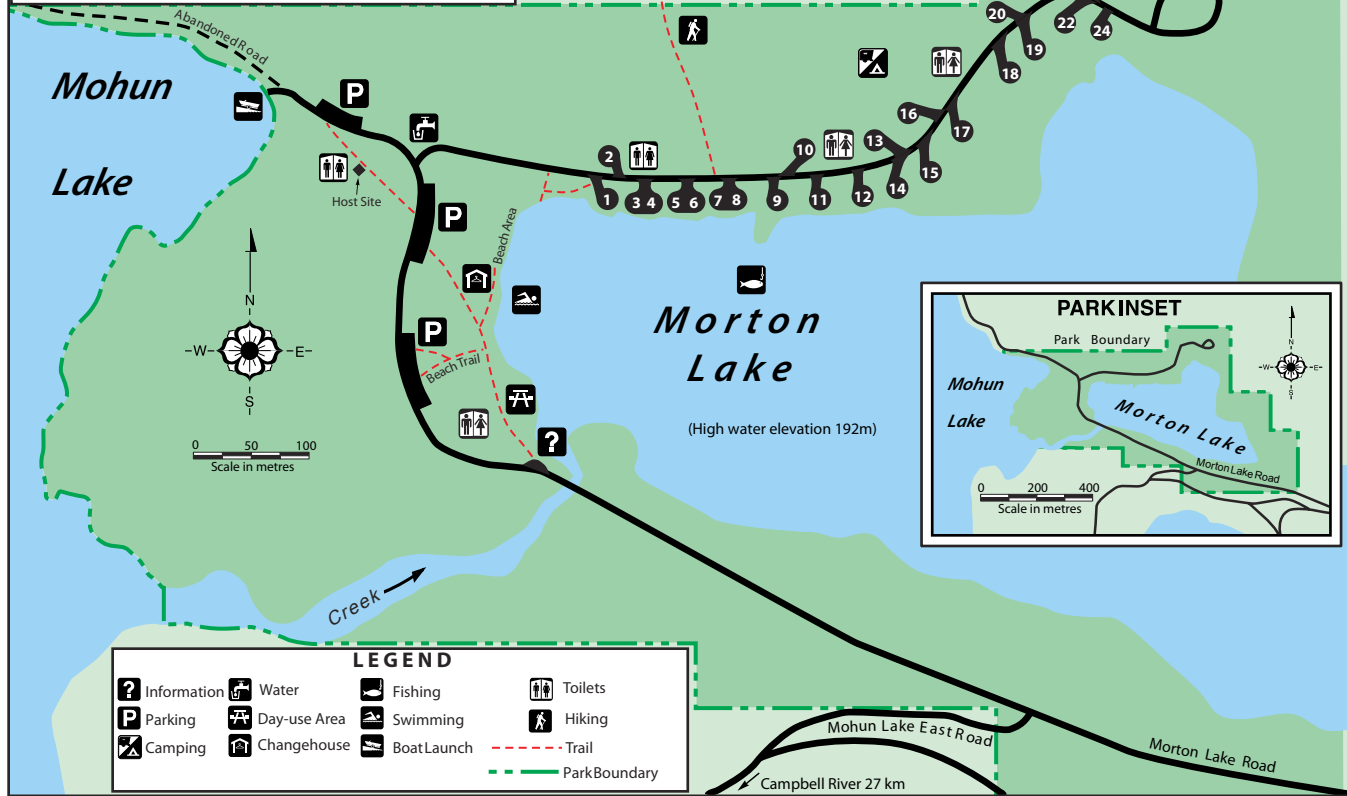 Abandoned Road
Mohun
Lake
P
Host Site
P
P
Beach Area
Beach Trail
?
20
22
24
19
18
16
17
10
13
15
14
2
1
3 4
5 6
7 8
9
11
12
N
W
E
S
0 50 100
Scale in metres
Morton
Lake
(High water elevation 192m)
Creek
PARK INSET
Park Boundary
N
W
E
S
Mohun
Lake
Morton Lake
Morton Lake Road
0 200 400
Scale in metres
LEGEND
? Information
Water
Fishing
Toilets
P Parking
Day-use Area
Swimming
Hiking
Camping
Changehouse
Boat Launch
Trail
Park Boundary
Mohun Lake East Road
Morton Lake Road
Campbell River 27 km